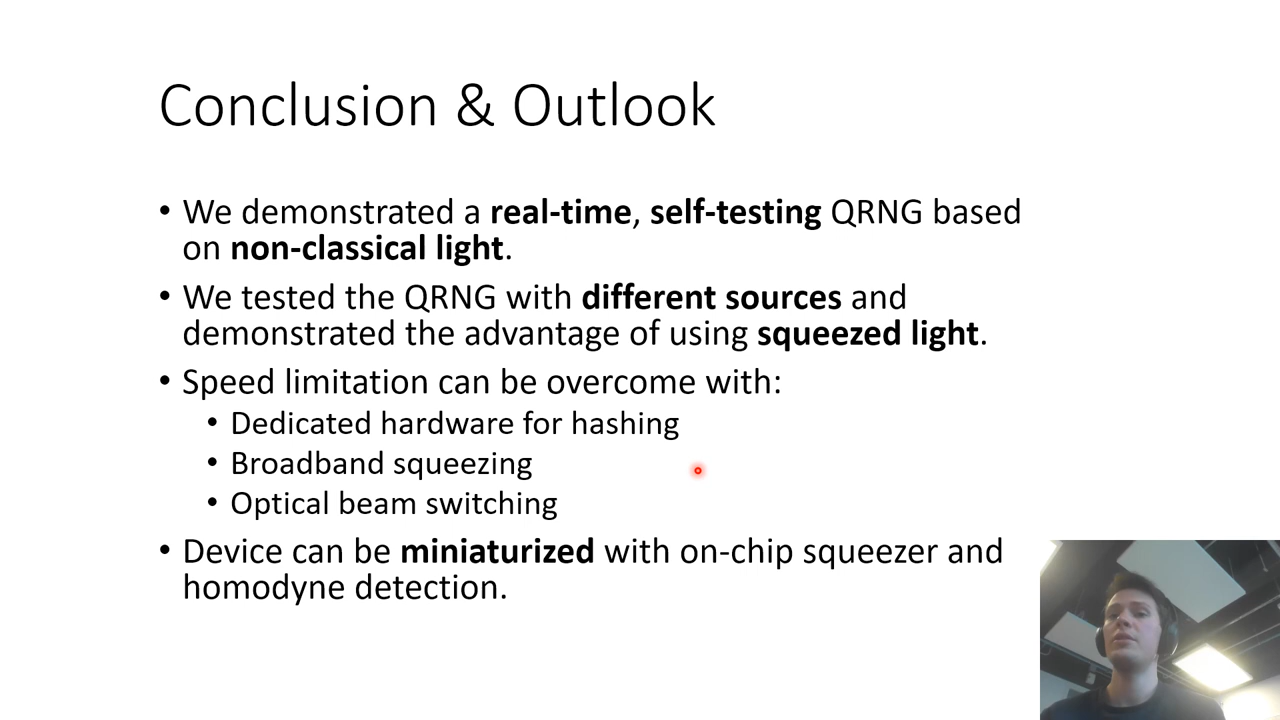 Conclusion & Outlook
• We demonstrated a real-time, self-testing QRNG based
on non-classical light.
• We tested the QRNG with different sources and
demonstrated the advantage of using squeezed light.
• Speed limitation can be overcome with:
• Dedicated hardware for hashing
• Broadband squeezing
• Optical beam switching
• Device can be miniaturized with on-chip squeezer and
homodyne detection.